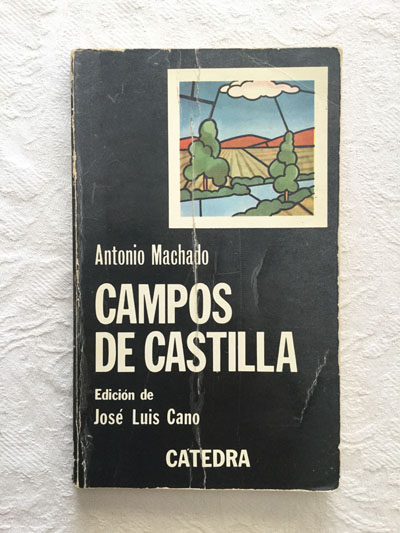 Antonio Machado
CAMPOS
DE CASTILLA
Edición de
José Luis Cano
CATEDRA